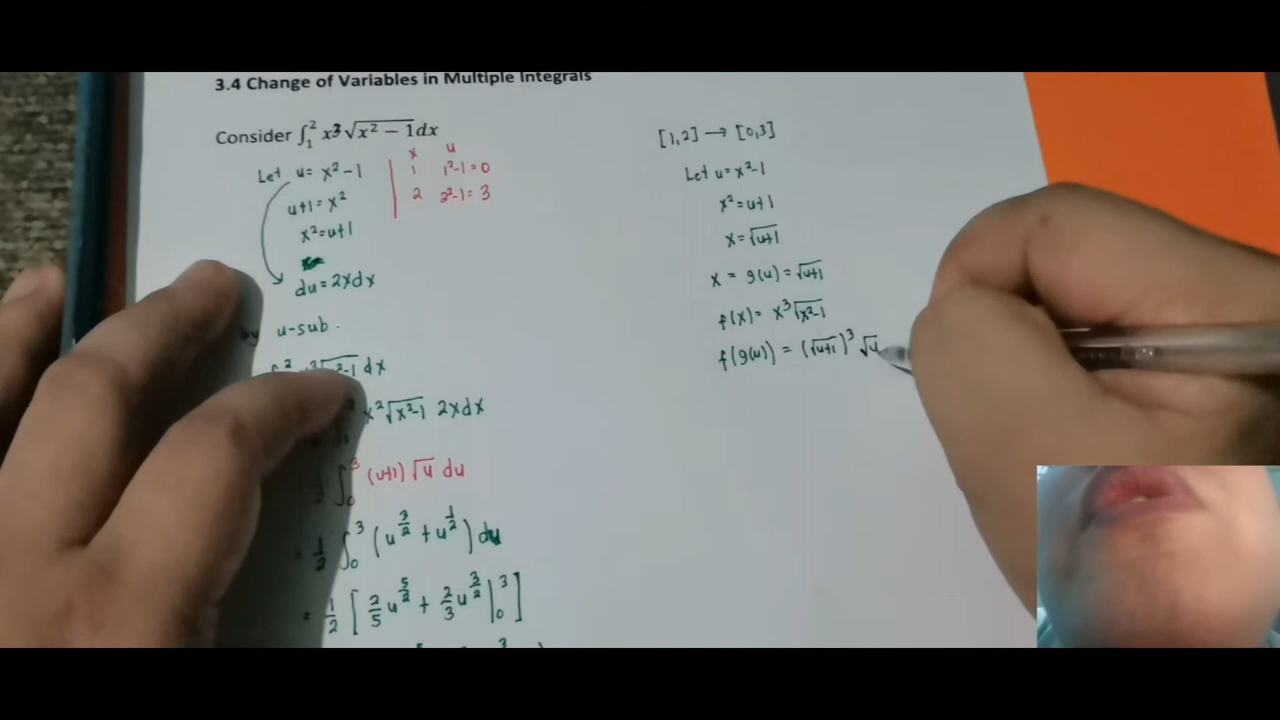 3.4 Change of Variables in Multiple Integrals
Consider ∫₁² x³√(x² − 1)dx
Let u = x²-1
u+1 = x²
x² = u+1
du = 2xdx
x u
1 1²-1=0
2 2²-1=3
u-sub.
dx
x²√(x²-1) 2xdx
∫₀³ (u+1) √u du
= 1/2 ∫₀³ (u^(3/2) + u^(1/2)) du
= 1/2 [ 2/5 u^(5/2) + 2/3 u^(3/2) |₀³ ]
[1,2] → [0,3]
Let u = x²-1
x² = u+1
x = √(u+1)
x = g(u) = √(u+1)
f(x) = x³√(x²-1)
f(g(u)) = (√(u+1))³ √u